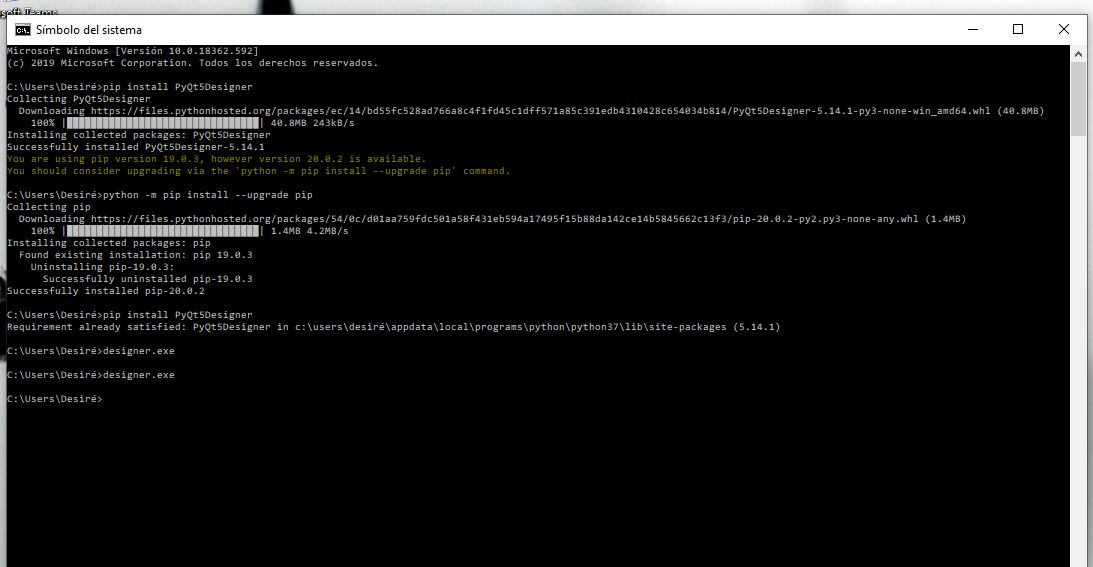 soft Teams
Símbolo del sistema
Microsoft Windows [Versión 10.0.18362.592]
(c) 2019 Microsoft Corporation. Todos los derechos reservados.
C:\Users\Desiré>pip install PyQt5Designer
Collecting PyQt5Designer
Downloading https://files.pythonhosted.org/packages/ec/14/bd55fc528ad766a8c4f1fd45c1dff571a85c391edb4310428c654034b814/PyQt5Designer-5.14.1-py3-none-win_amd64.whl (40.8MB)
100% |████████████████████████████████| 40.8MB 243kB/s
Installing collected packages: PyQt5Designer
Successfully installed PyQt5Designer-5.14.1
You are using pip version 19.0.3, however version 20.0.2 is available.
You should consider upgrading via the 'python -m pip install --upgrade pip' command.
C:\Users\Desiré>python -m pip install --upgrade pip
Collecting pip
Downloading https://files.pythonhosted.org/packages/54/0c/d01aa759fdc501a58f431eb594a17495f15b88da142ce14b5845662c13f3/pip-20.0.2-py2.py3-none-any.whl (1.4MB)
100% |████████████████████████████████| 1.4MB 4.2MB/s
Installing collected packages: pip
Found existing installation: pip 19.0.3
Uninstalling pip-19.0.3:
Successfully uninstalled pip-19.0.3
Successfully installed pip-20.0.2
C:\Users\Desiré>pip install PyQt5Designer
Requirement already satisfied: PyQt5Designer in c:\users\desiré\appdata\local\programs\python\python37\lib\site-packages (5.14.1)
C:\Users\Desiré>designer.exe
C:\Users\Desiré>designer.exe
C:\Users\Desiré>